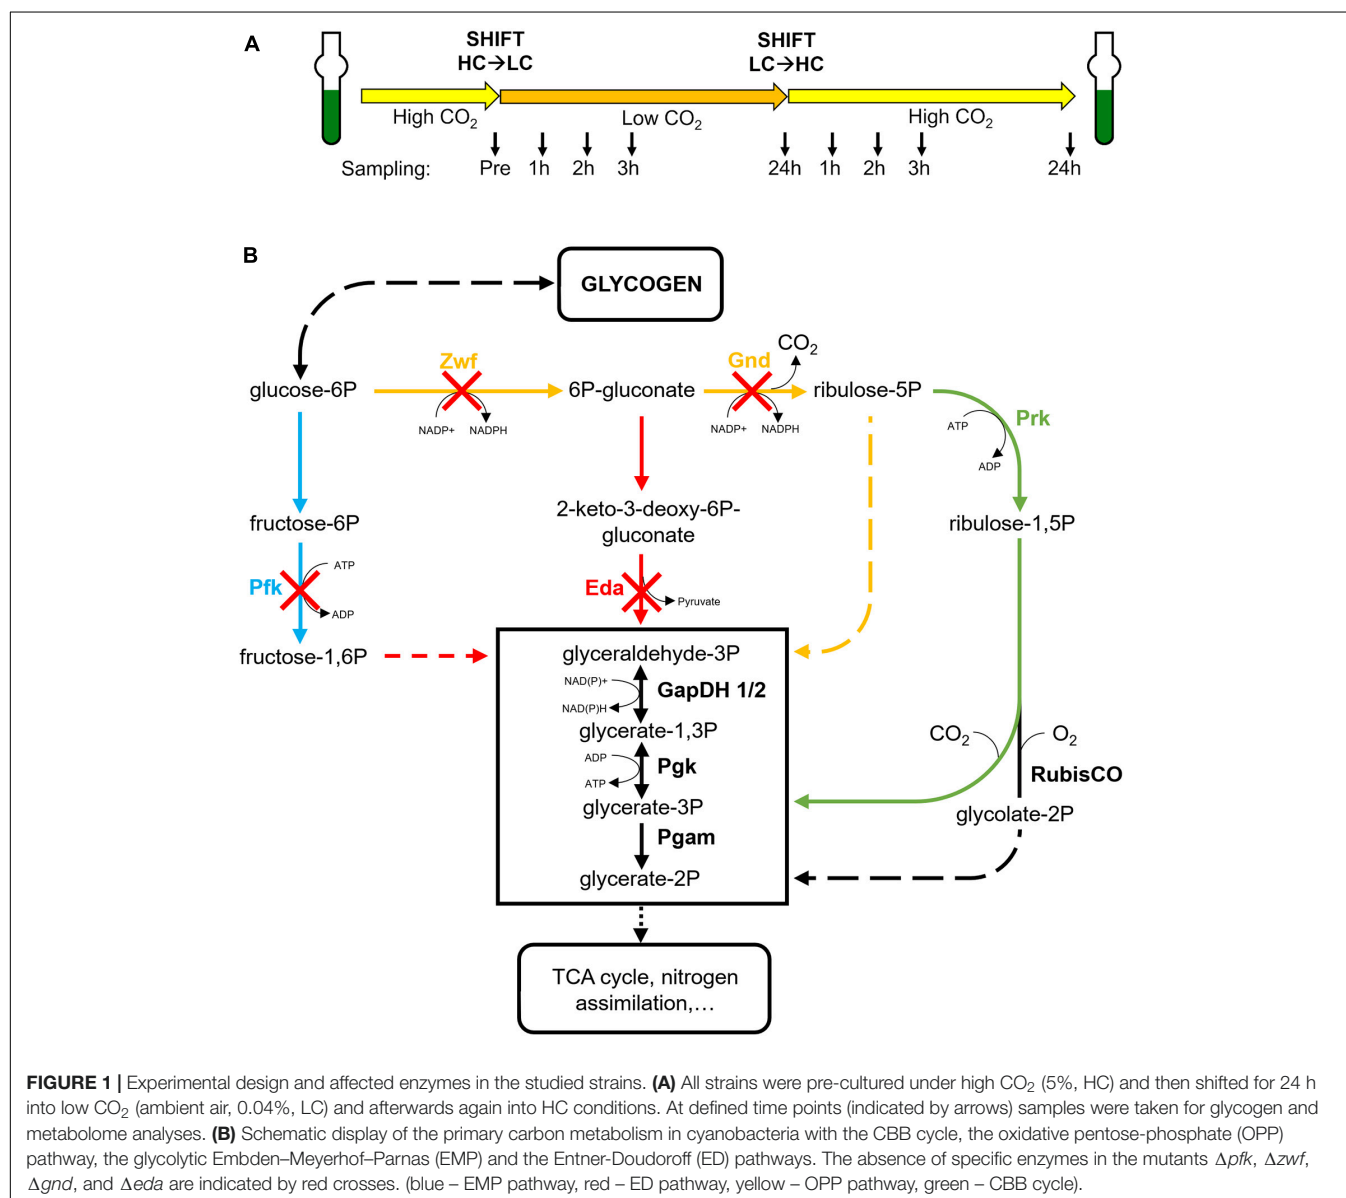 A
SHIFT
HC→LC
SHIFT
LC→HC
High CO2
Low CO2
High CO2
Sampling:
Pre
1h
2h
3h
24h
1h
2h
3h
24h
B
GLYCOGEN
glucose-6P
Zwf
NADP+
NADPH
6P-gluconate
Gnd
CO2
NADP+
NADPH
ribulose-5P
ATP
ADP
Prk
fructose-6P
2-keto-3-deoxy-6P-
gluconate
ribulose-1,5P
Pfk
ATP
ADP
Eda
Pyruvate
fructose-1,6P
glyceraldehyde-3P
NAD(P)+
NAD(P)H
GapDH 1/2
glycerate-1,3P
ADP
ATP
Pgk
glycerate-3P
Pgam
glycerate-2P
CO2
O2
RubisCO
glycolate-2P
TCA cycle, nitrogen
assimilation,...
FIGURE 1 | Experimental design and affected enzymes in the studied strains. (A) All strains were pre-cultured under high CO2 (5%, HC) and then shifted for 24 h
into low CO2 (ambient air, 0.04%, LC) and afterwards again into HC conditions. At defined time points (indicated by arrows) samples were taken for glycogen and
metabolome analyses. (B) Schematic display of the primary carbon metabolism in cyanobacteria with the CBB cycle, the oxidative pentose-phosphate (OPP)
pathway, the glycolytic Embden–Meyerhof–Parnas (EMP) and the Entner-Doudoroff (ED) pathways. The absence of specific enzymes in the mutants Δpfk, Δzwf,
Δgnd, and Δeda are indicated by red crosses. (blue – EMP pathway, red – ED pathway, yellow – OPP pathway, green – CBB cycle).